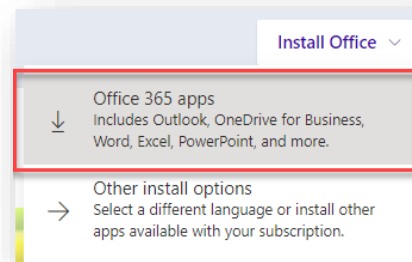 Install Office
Office 365 apps
Includes Outlook, OneDrive for Business,
Word, Excel, PowerPoint, and more.
Other install options
Select a different language or install other
apps available with your subscription.